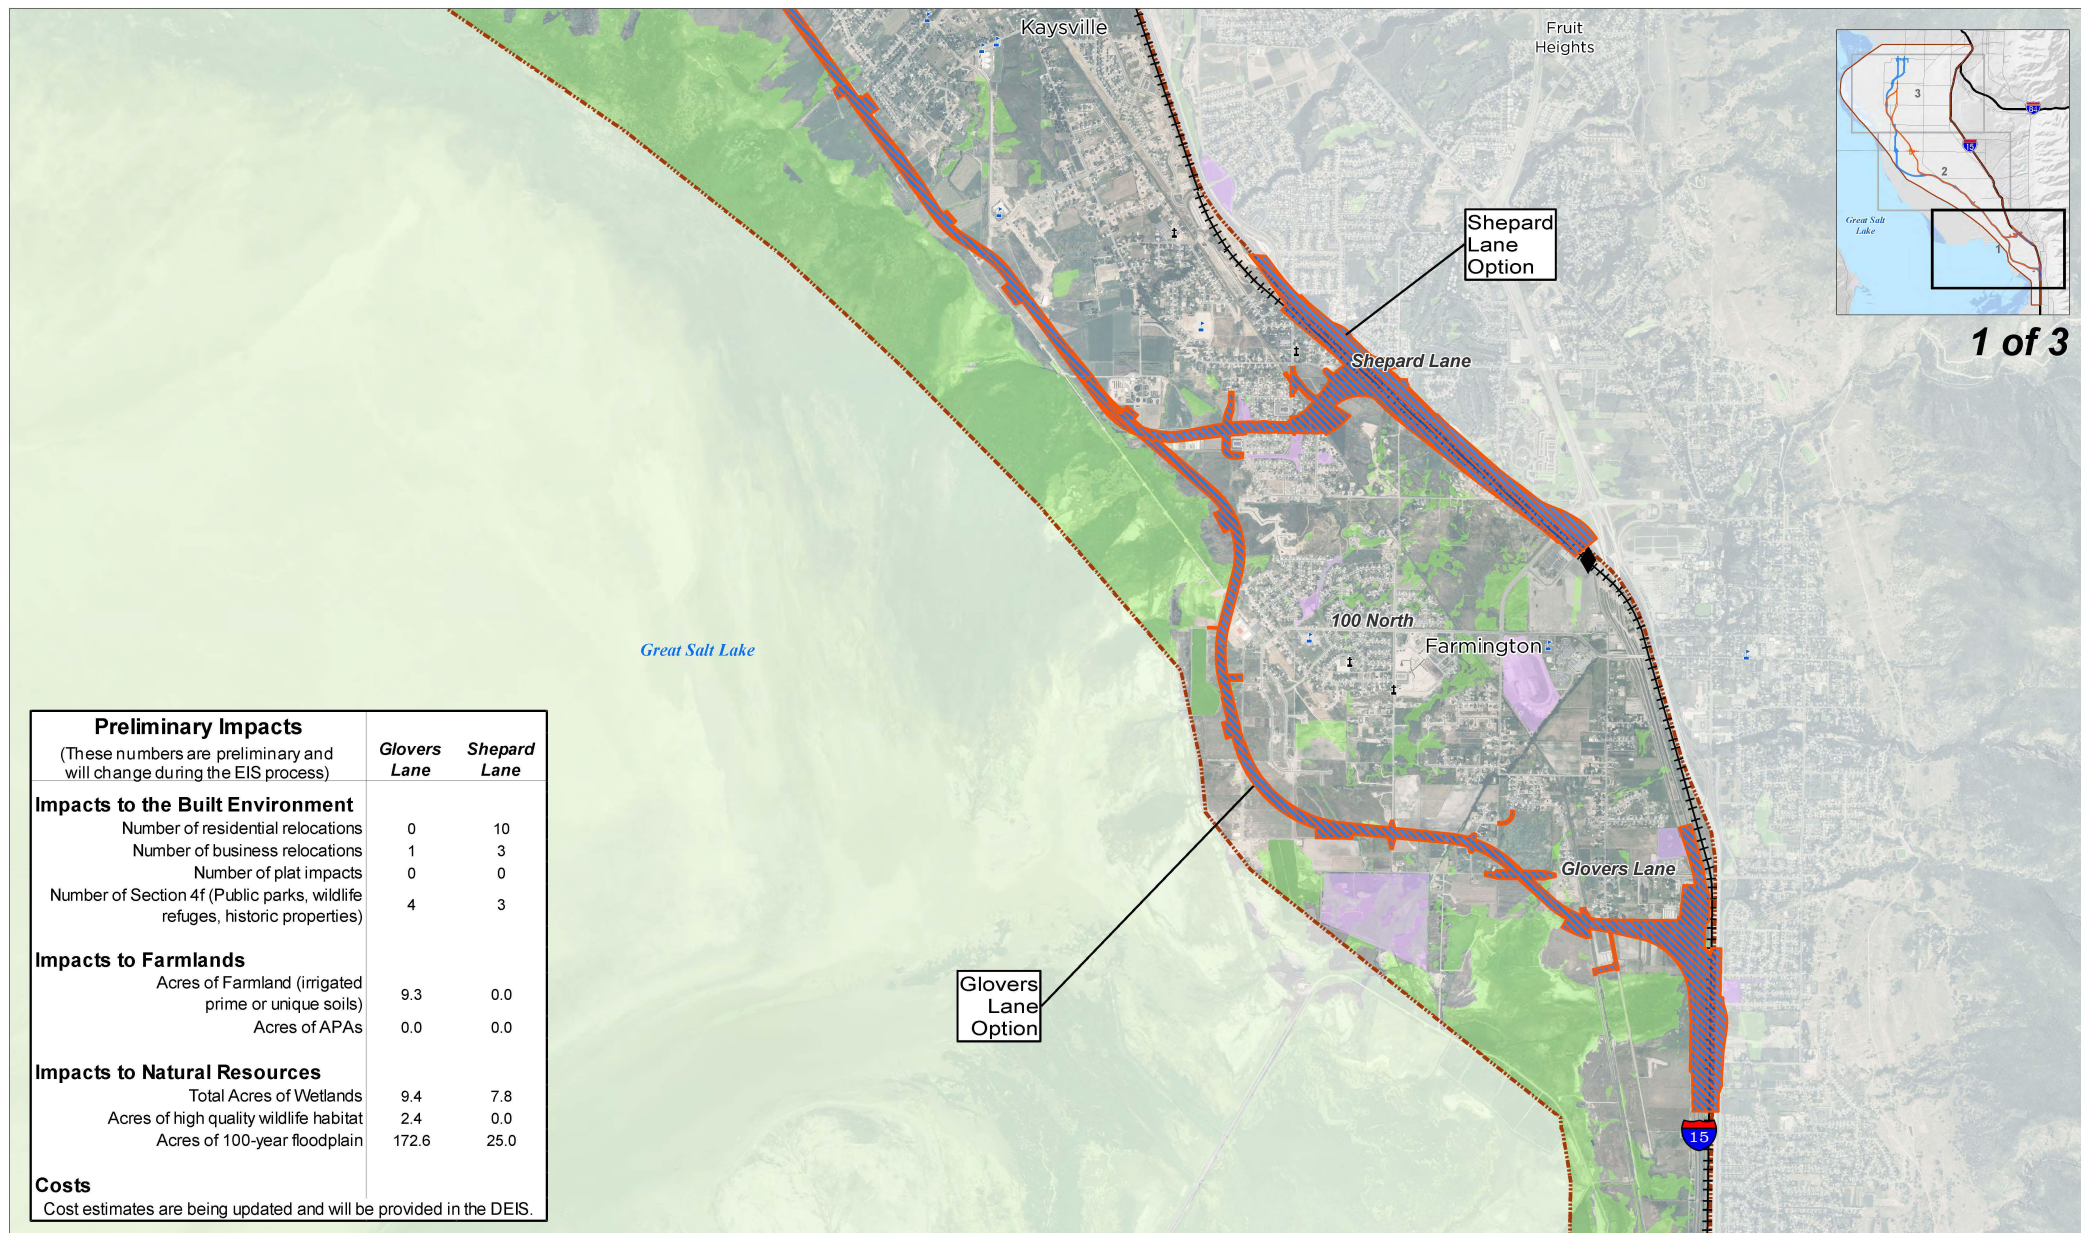 Kaysville
Fruit
Heights
3
84
15
2
Great Salt
Lake
1
1 of 3
Shepard
Lane
Option
Shepard Lane
100 North
Farmington
Great Salt Lake
Glovers Lane
Glovers
Lane
Option
15
Preliminary Impacts
(These numbers are preliminary and
will change during the EIS process)
Glovers
Lane
Shepard
Lane
Impacts to the Built Environment
Number of residential relocations 0 10
Number of business relocations 1 3
Number of plat impacts 0 0
Number of Section 4f (Public parks, wildlife
refuges, historic properties) 4 3
Impacts to Farmlands
Acres of Farmland (irrigated
prime or unique soils) 9.3 0.0
Acres of APAs 0.0 0.0
Impacts to Natural Resources
Total Acres of Wetlands 9.4 7.8
Acres of high quality wildlife habitat 2.4 0.0
Acres of 100-year floodplain 172.6 25.0
Costs
Cost estimates are being updated and will be provided in the DEIS.